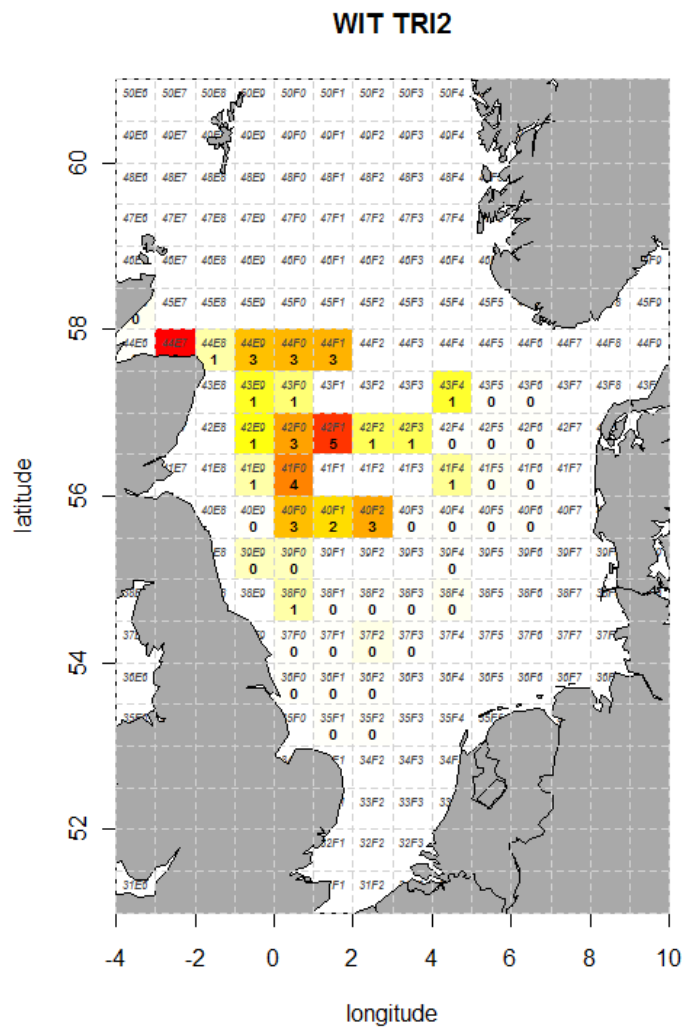 WIT TRI2
50E6 50E7 50E8 50E9 50F0 50F1 50F2 50F3 50F4
49E6 49E7 49E8 49E9 49F0 49F1 49F2 49F3 49F4
60
48E6 48E7 48E8 48E9 48F0 48F1 48F2 48F3 48F4
47E6 47E7 47E8 47E9 47F0 47F1 47F2 47F3 47F4
46E7 46E8 46E9 46F0 46F1 46F2 46F3 46F4
45E7 45E8 45E9 45F0 45F1 45F2 45F3 45F4 45F5 45F9
0
58
44E6 44E7 44E8 44E9 44F0 44F1 44F2 44F3 44F4 44F5 44F6 44F7 44F8 44F9
1 3 3 3
43E8 43E9 43F0 43F1 43F2 43F3 43F4 43F5 43F6 43F7 43F8
1 1 1 0 0
42E8 42E9 42F0 42F1 42F2 42F3 42F4 42F5 42F6 42F7
1 3 5 1 1 0 0 0
41E7 41E8 41E9 41F0 41F1 41F2 41F3 41F4 41F5 41F6 41F7
1 4 1 0 0
56
40E8 40E9 40F0 40F1 40F2 40F3 40F4 40F5 40F6 40F7
0 3 2 3 0 0 0 0
39E9 39F0 39F1 39F2 39F3 39F4 39F5 39F6 39F7
0 0 0
38E9 38F0 38F1 38F2 38F3 38F4 38F5 38F6 38F7
1 0 0 0 0
37F0 37F1 37F2 37F3 37F4 37F5 37F6 37F7
0 0 0 0
54
36E6 36F0 36F1 36F2 36F3 36F4 36F5 36F6 36F7
0 0 0
35F0 35F1 35F2 35F3 35F4
0 0
34F2 34F3
33F2 33F3
52
32F1 32F2 32F3
31E6 31F2
-4 -2 0 2 4 6 8 10
latitude
longitude